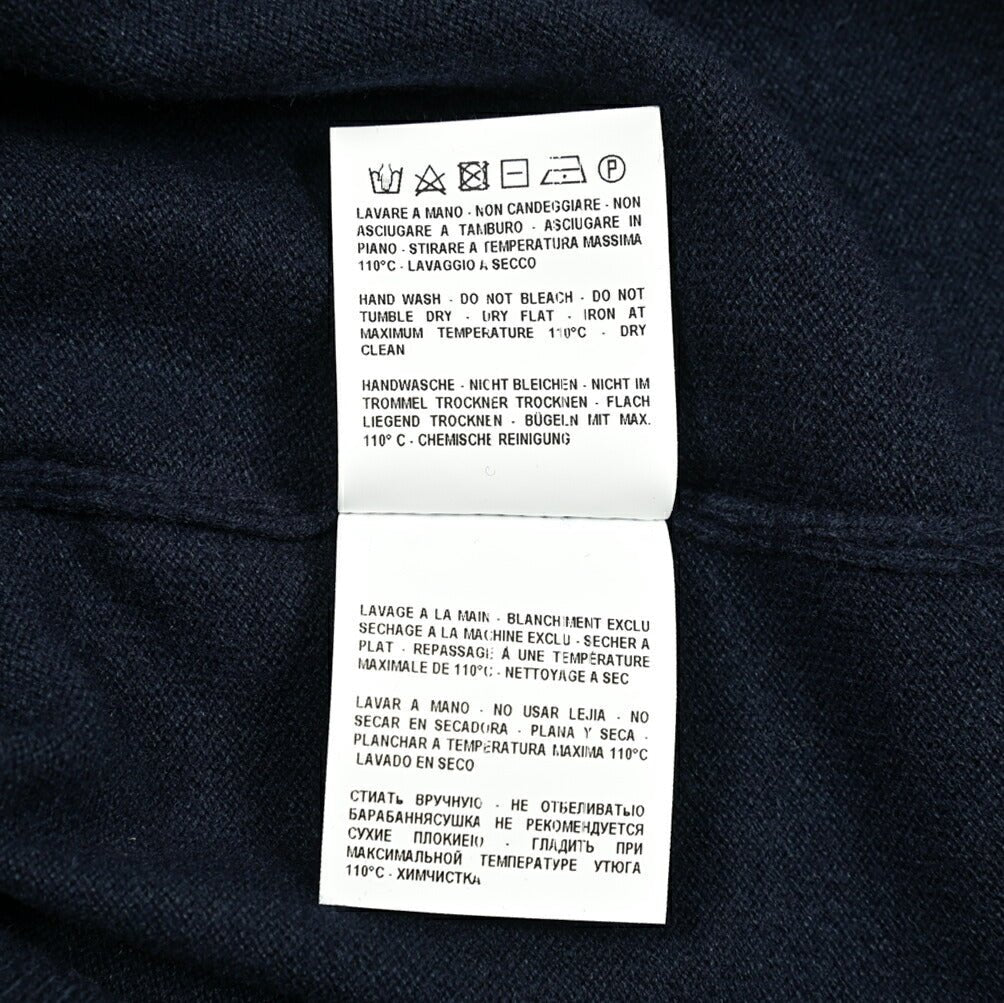 P
LAVARE A MANO - NON CANDEGGIARE - NON
ASCIUGARE A TAMBURO - ASCIUGARE IN
PIANO - STIRARE A TEMPERATURA MASSIMA
110°C - LAVAGGIO A SECCO
HAND WASH - DO NOT BLEACH - DO NOT
TUMBLE DRY - DRY FLAT - IRON AT
MAXIMUM TEMPERATURE 110°C - DRY
CLEAN
HANDWASCHE - NICHT BLEICHEN - NICHT IM
TROMMEL TROCKNER TROCKNEN - FLACH
LIEGEND TROCKNEN - BÜGELN MIT MAX.
110° C - CHEMISCHE REINIGUNG
LAVAGE A LA MAIN - BLANCHIMENT EXCLU
SECHAGE A LA MACHINE EXCLU - SECHER A
PLAT - REPASSAGE Á UNE TEMPÉRATURE
MAXIMALE DE 110°C - NETTOYAGE A SEC
LAVAR A MANO - NO USAR LEJIA - NO
SECAR EN SECADORA - PLANA Y SECA -
PLANCHAR A TEMPERATURA MAXIMA 110°C
LAVADO EN SECO
СТИАТЬ ВРУЧНУЮ - НЕ ОТБЕЛИВАТЬЮ
БАРАБАННЯСУШКА НЕ РЕКОМЕНДУЕТСЯ
СУХИЕ ПЛОКИЕЮ - ГЛАДИТЬ ПРИ
МАКСИМАЛЬНОЙ ТЕМПЕРАТУРЕ УТЮГА
110°C - ХИМЧИСТКА